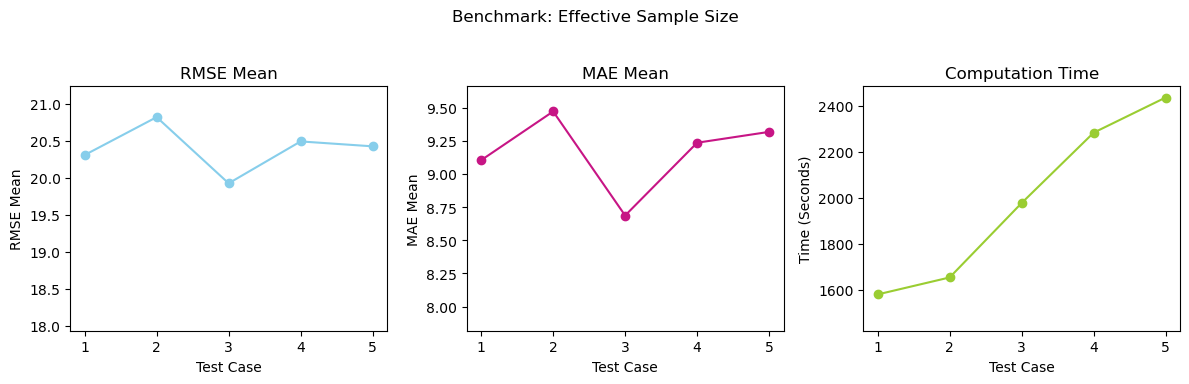 Benchmark: Effective Sample Size
RMSE Mean
RMSE Mean
21.0
20.5
20.0
19.5
19.0
18.5
18.0
1 2 3 4 5
Test Case
MAE Mean
MAE Mean
9.50
9.25
9.00
8.75
8.50
8.25
8.00
1 2 3 4 5
Test Case
Computation Time
Time (Seconds)
2400
2200
2000
1800
1600
1 2 3 4 5
Test Case